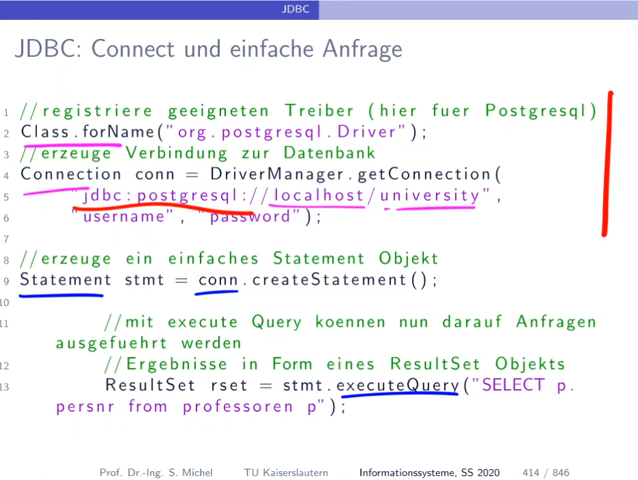 JDBC
JDBC: Connect und einfache Anfrage
1 // registriere geeigneten Treiber (hier fuer Postgresql)
2 Class.forName("org.postgresql.Driver");
3 //erzeuge Verbindung zur Datenbank
4 Connection conn = DriverManager.getConnection(
5 "jdbc:postgresql://localhost/university",
6 "username", "password");
7
8 //erzeuge ein einfaches Statement Objekt
9 Statement stmt = conn.createStatement();
10
11 //mit execute Query koennen nun darauf Anfragen
ausgefuehrt werden
12 //Ergebnisse in Form eines ResultSet Objekts
13 ResultSet rset = stmt.executeQuery("SELECT p.
persnr from professoren p");
Prof. Dr.-Ing. S. Michel TU Kaiserslautern Informationssysteme, SS 2020 414 / 846